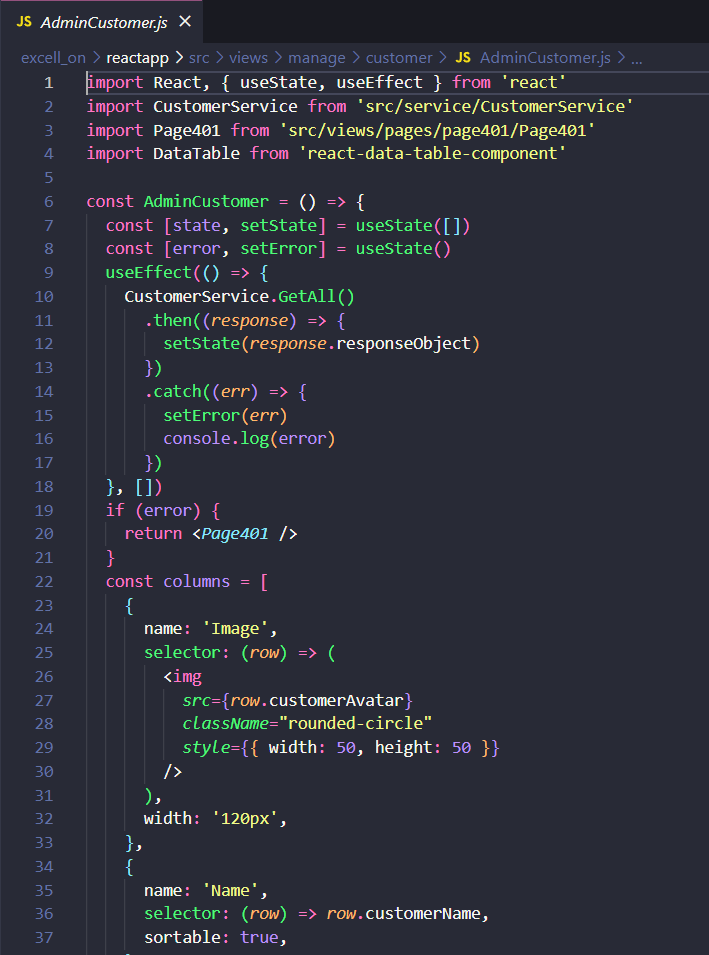 JS AdminCustomer.js ×
excell_on > reactapp > src > views > manage > customer > JS AdminCustomer.js > ...
1 import React, { useState, useEffect } from 'react'
2 import CustomerService from 'src/service/CustomerService'
3 import Page401 from 'src/views/pages/page401/Page401'
4 import DataTable from 'react-data-table-component'
5
6 const AdminCustomer = () => {
7 const [state, setState] = useState([])
8 const [error, setError] = useState()
9 useEffect(() => {
10 CustomerService.GetAll()
11 .then((response) => {
12 setState(response.responseObject)
13 })
14 .catch((err) => {
15 setError(err)
16 console.log(error)
17 })
18 }, [])
19 if (error) {
20 return <Page401 />
21 }
22 const columns = [
23 {
24 name: 'Image',
25 selector: (row) => (
26 <img
27 src={row.customerAvatar}
28 className="rounded-circle"
29 style={{ width: 50, height: 50 }}
30 />
31 ),
32 width: '120px',
33 },
34 {
35 name: 'Name',
36 selector: (row) => row.customerName,
37 sortable: true,